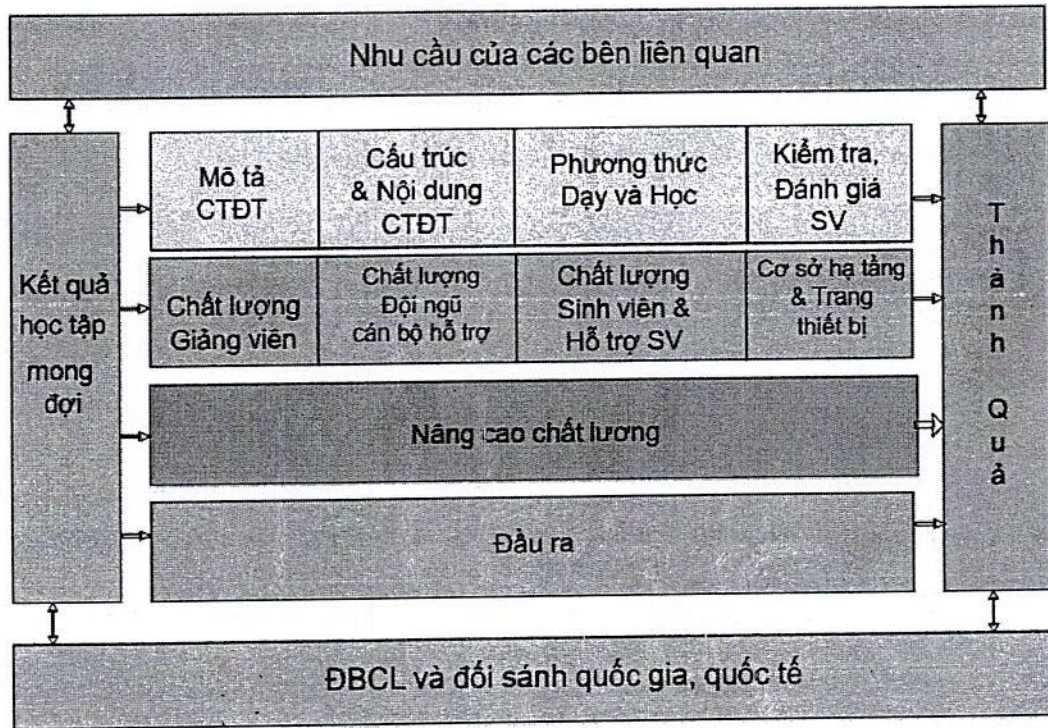 Nhu cầu của các bên liên quan
Kết quả
học tập
mong
đợi
Mô tả
CTĐT
Cấu trúc
& Nội dung
CTĐT
Phương thức
Dạy và Học
Kiểm tra,
Đánh giá
SV
Chất lượng
Giảng viên
Chất lượng
Đội ngũ
cán bộ hỗ trợ
Chất lượng
Sinh viên &
Hỗ trợ SV
Cơ sở hạ tầng
& Trang
thiết bị
Nâng cao chất lương
Đầu ra
Thành Quả
ĐBCL và đối sánh quốc gia, quốc tế